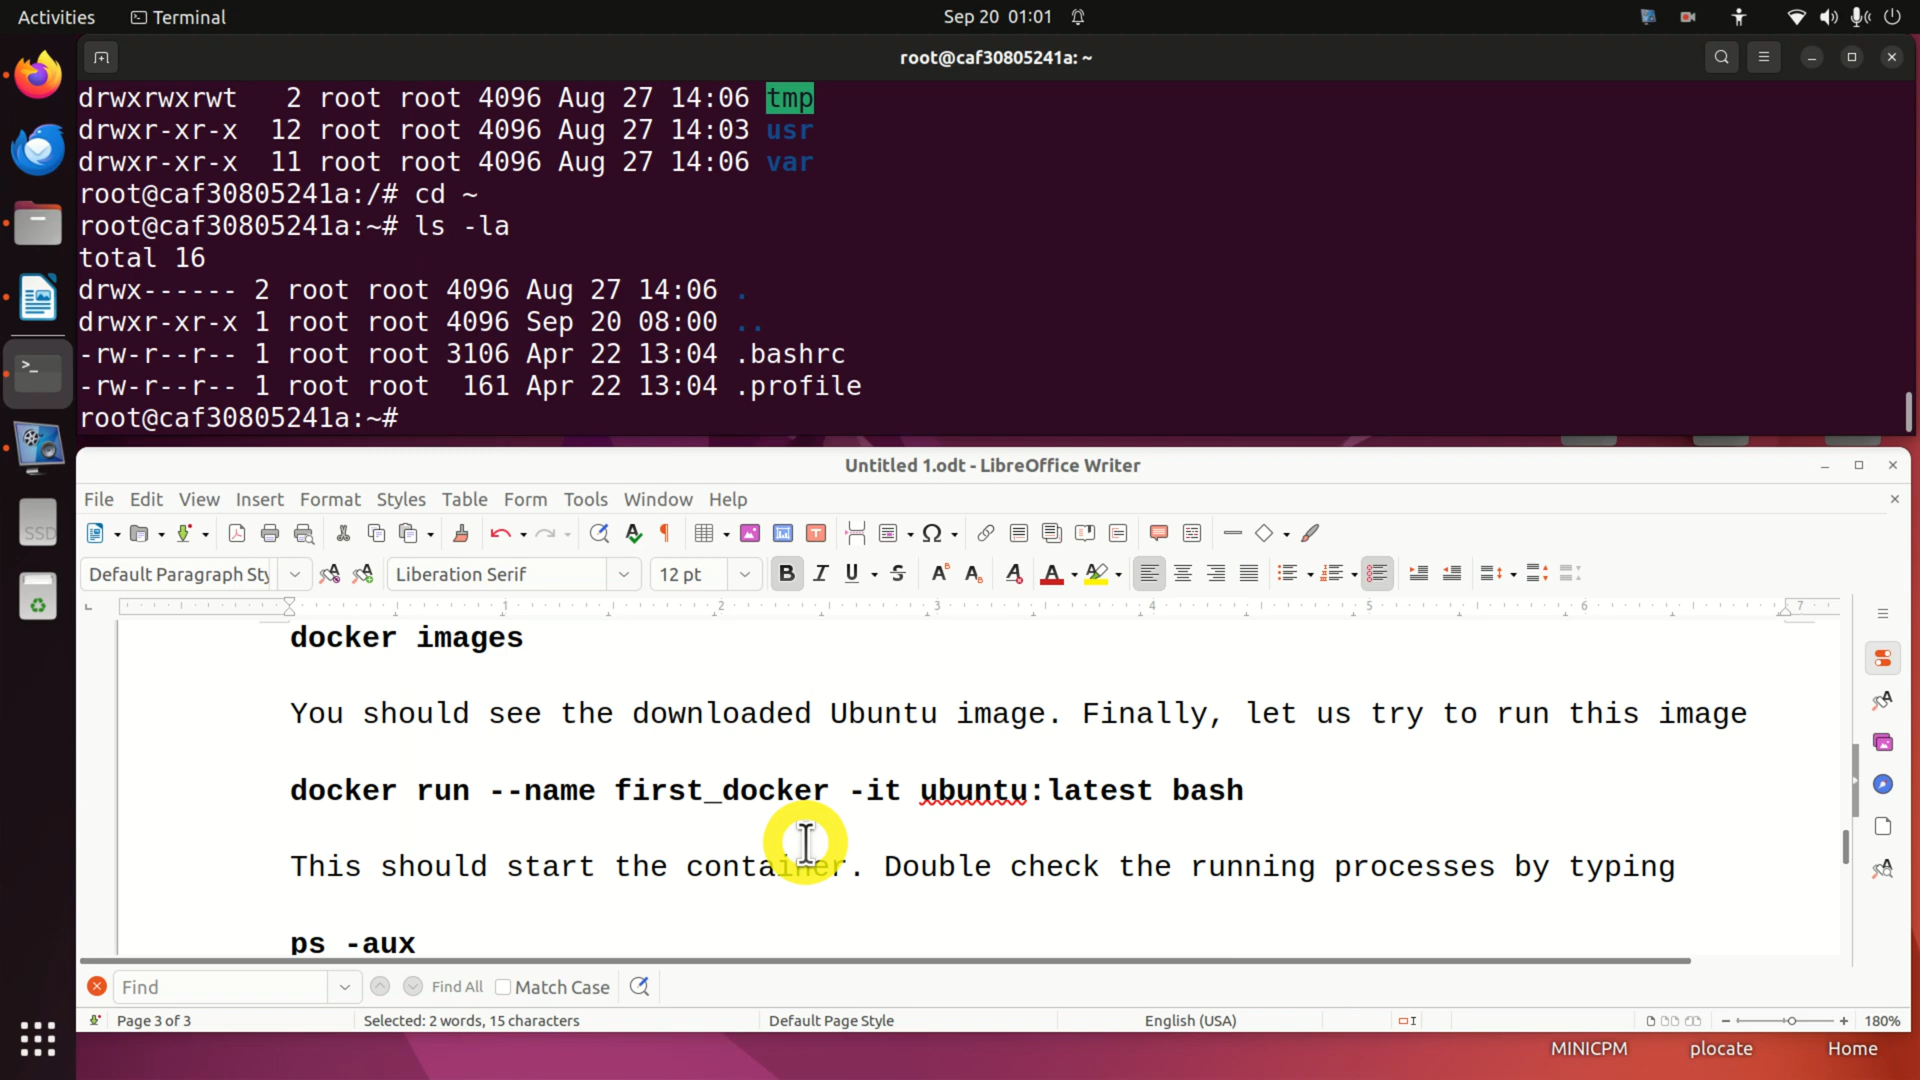 Activities
Terminal
Sep 20 01:01
root@caf30805241a: ~
drwxrwxrwt 2 root root 4096 Aug 27 14:06 tmp
drwxr-xr-x 12 root root 4096 Aug 27 14:03 usr
drwxr-xr-x 11 root root 4096 Aug 27 14:06 var
root@caf30805241a:/# cd ~
root@caf30805241a:~# ls -la
total 16
drwx------ 2 root root 4096 Aug 27 14:06 .
drwxr-xr-x 1 root root 4096 Sep 20 08:00 ..
-rw-r--r-- 1 root root 3106 Apr 22 13:04 .bashrc
-rw-r--r-- 1 root root 161 Apr 22 13:04 .profile
root@caf30805241a:~#
SSD
Untitled 1.odt - LibreOffice Writer
File Edit View Insert Format Styles Table Form Tools Window Help
Default Paragraph Sty
Liberation Serif
12 pt
1 2 3 4 5 6 7
docker images
You should see the downloaded Ubuntu image. Finally, let us try to run this image
docker run --name first_docker -it ubuntu:latest bash
This should start the container. Double check the running processes by typing
ps -aux
Find
Find All
Match Case
Page 3 of 3
Selected: 2 words, 15 characters
Default Page Style
English (USA)
180%
MINICPM
plocate
Home